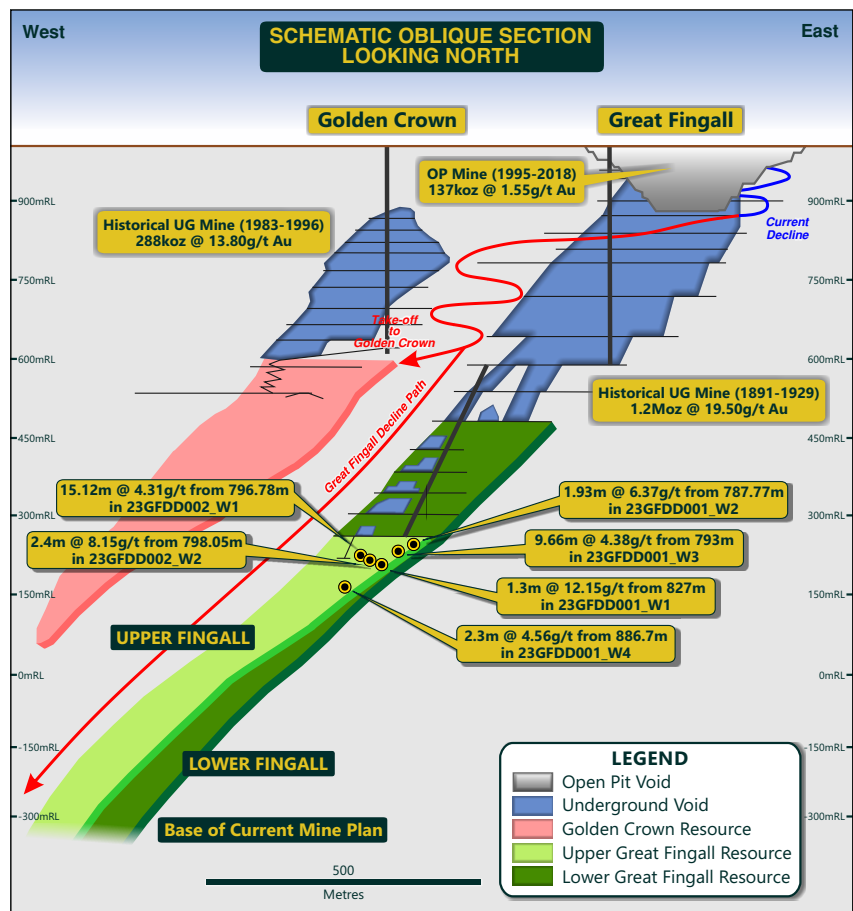 West
SCHEMATIC OBLIQUE SECTION
LOOKING NORTH
East
Golden Crown
Great Fingall
OP Mine (1995-2018)
137koz @ 1.55g/t Au
Historical UG Mine (1983-1996)
288koz @ 13.80g/t Au
Current
Decline
900mRL
900mRL
750mRL
750mRL
Take-off
to
Golden Crown
600mRL
600mRL
Great Fingall Decline Path
Historical UG Mine (1891-1929)
1.2Moz @ 19.50g/t Au
450mRL
450mRL
15.12m @ 4.31g/t from 796.78m
in 23GFDD002_W1
1.93m @ 6.37g/t from 787.77m
in 23GFDD001_W2
300mRL
300mRL
2.4m @ 8.15g/t from 798.05m
in 23GFDD002_W2
9.66m @ 4.38g/t from 793m
in 23GFDD001_W3
150mRL
150mRL
1.3m @ 12.15g/t from 827m
in 23GFDD001_W1
UPPER FINGALL
2.3m @ 4.56g/t from 886.7m
in 23GFDD001_W4
0mRL
0mRL
-150mRL
-150mRL
LOWER FINGALL
-300mRL
-300mRL
Base of Current Mine Plan
500
Metres
LEGEND
Open Pit Void
Underground Void
Golden Crown Resource
Upper Great Fingall Resource
Lower Great Fingall Resource